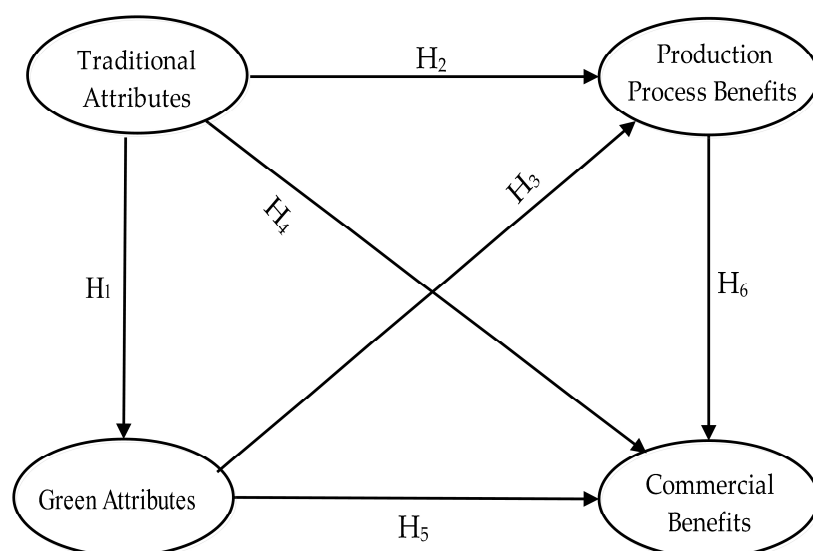 Traditional
Attributes
H₂
Production
Process Benefits
H₃
H₄
H₁
H₆
Green Attributes
Commercial
Benefits
H₅